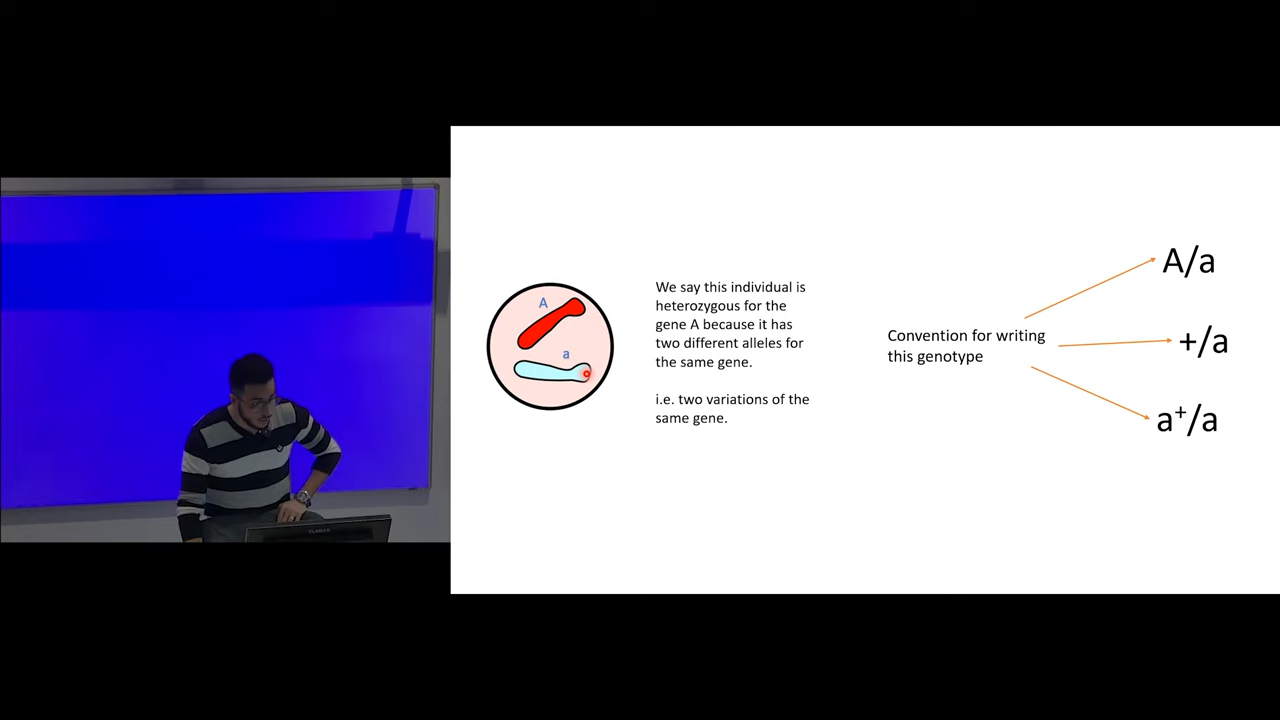 A
a
We say this individual is
heterozygous for the
gene A because it has
two different alleles for
the same gene.
i.e. two variations of the
same gene.
Convention for writing
this genotype
A/a
+/a
a⁺/a